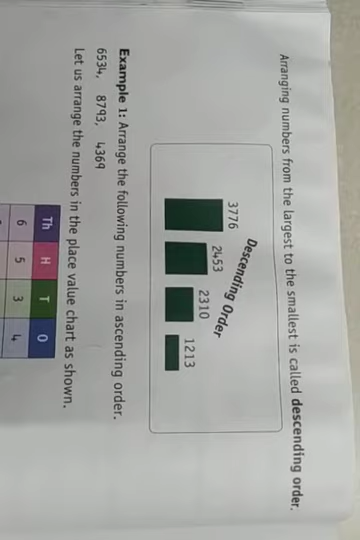 Arranging numbers from the largest to the smallest is called descending order.
Descending Order
3776
2453
2310
1213
Example 1: Arrange the following numbers in ascending order.
6534, 8793, 4369
Let us arrange the numbers in the place value chart as shown.
Th H T O
6 5 3 4